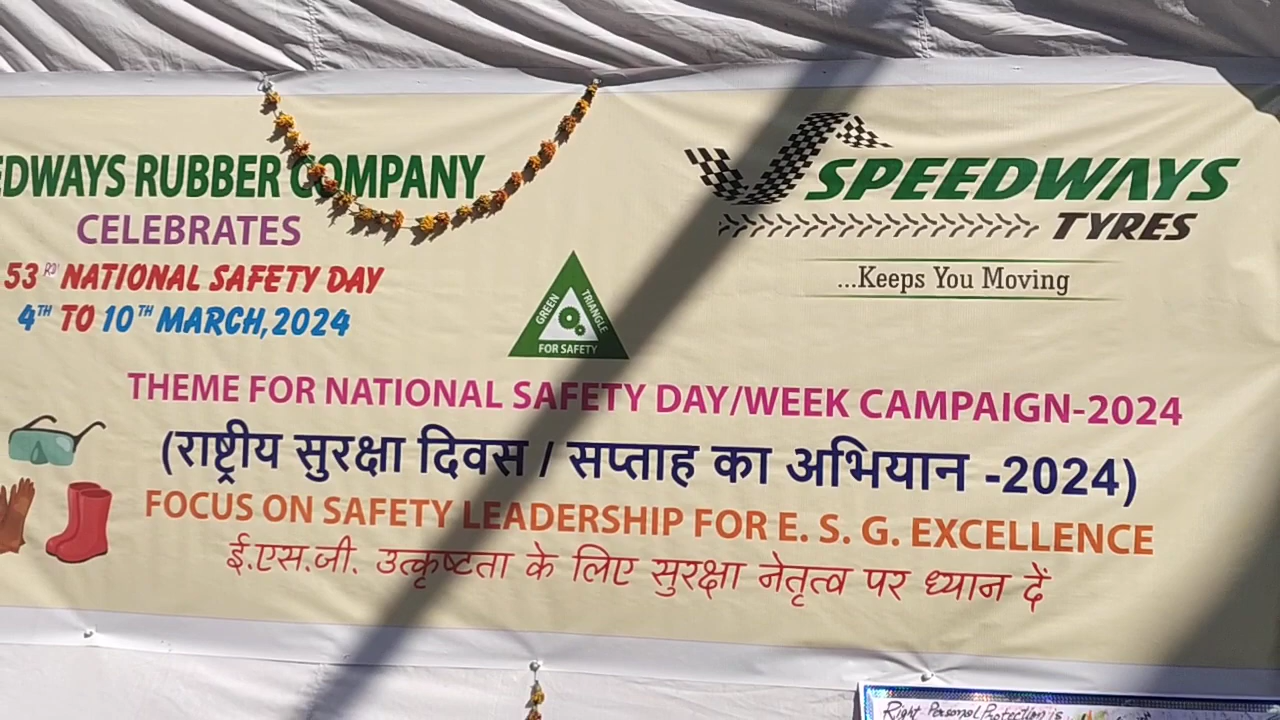 EDWAYS RUBBER COMPANY
CELEBRATES
53RD NATIONAL SAFETY DAY
4TH TO 10TH MARCH,2024
SPEEDWAYS
TYRES
...Keeps You Moving
GREEN TRIANGLE
FOR SAFETY
THEME FOR NATIONAL SAFETY DAY/WEEK CAMPAIGN-2024
(राष्ट्रीय सुरक्षा दिवस / सप्ताह का अभियान -2024)
FOCUS ON SAFETY LEADERSHIP FOR E. S. G. EXCELLENCE
ई.एस.जी. उत्कृष्टता के लिए सुरक्षा नेतृत्व पर ध्यान दें
Right Personal Protection is